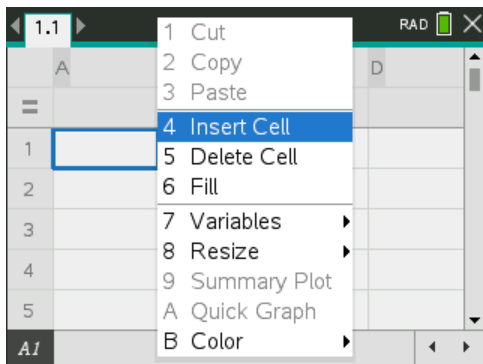 1.1 RAD
A D
=
1
2
3
4
5
A1
1 Cut
2 Copy
3 Paste
4 Insert Cell
5 Delete Cell
6 Fill
7 Variables
8 Resize
9 Summary Plot
A Quick Graph
B Color